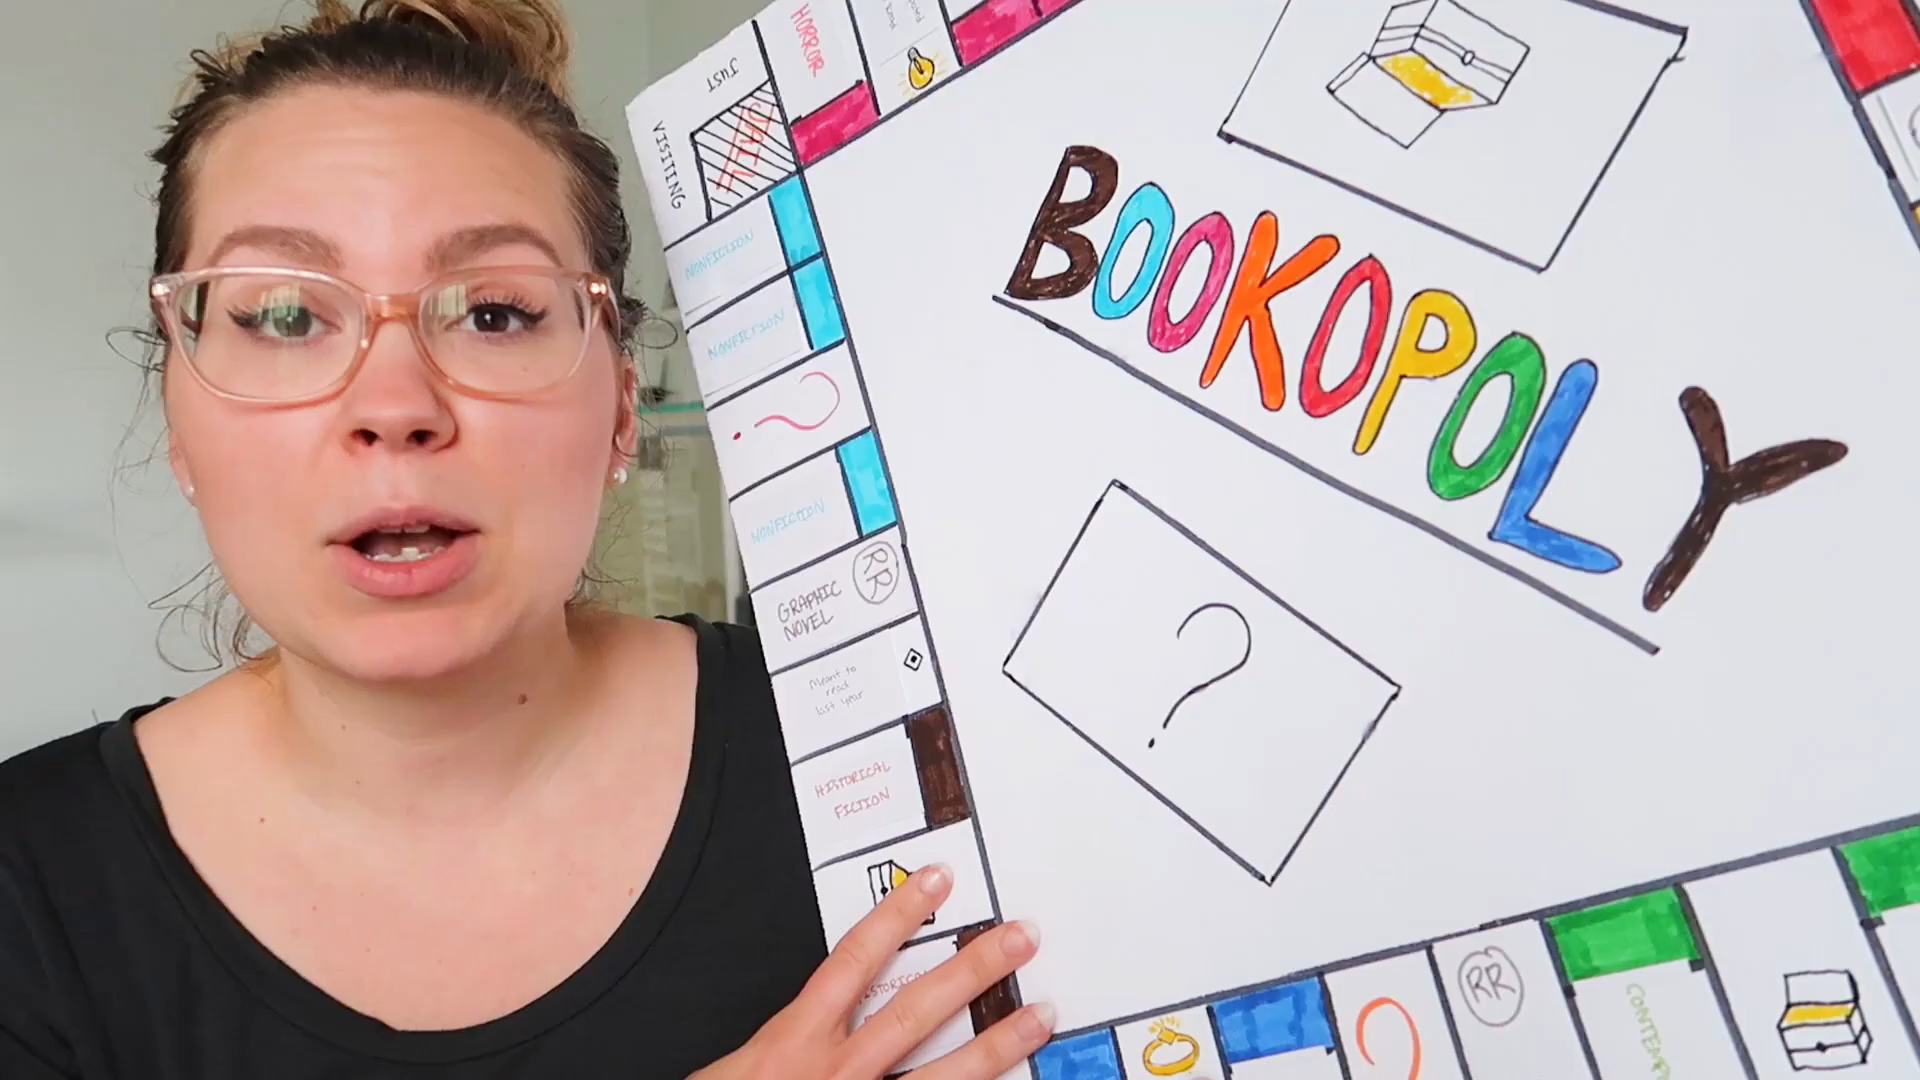 JUST
VISITING
JAIL
HORROR
NONFICTION
NONFICTION
?
NONFICTION
RR
GRAPHIC
NOVEL
Meant to
read
last year
HISTORICAL
FICTION
BOOKOPOLY
?
?
RR